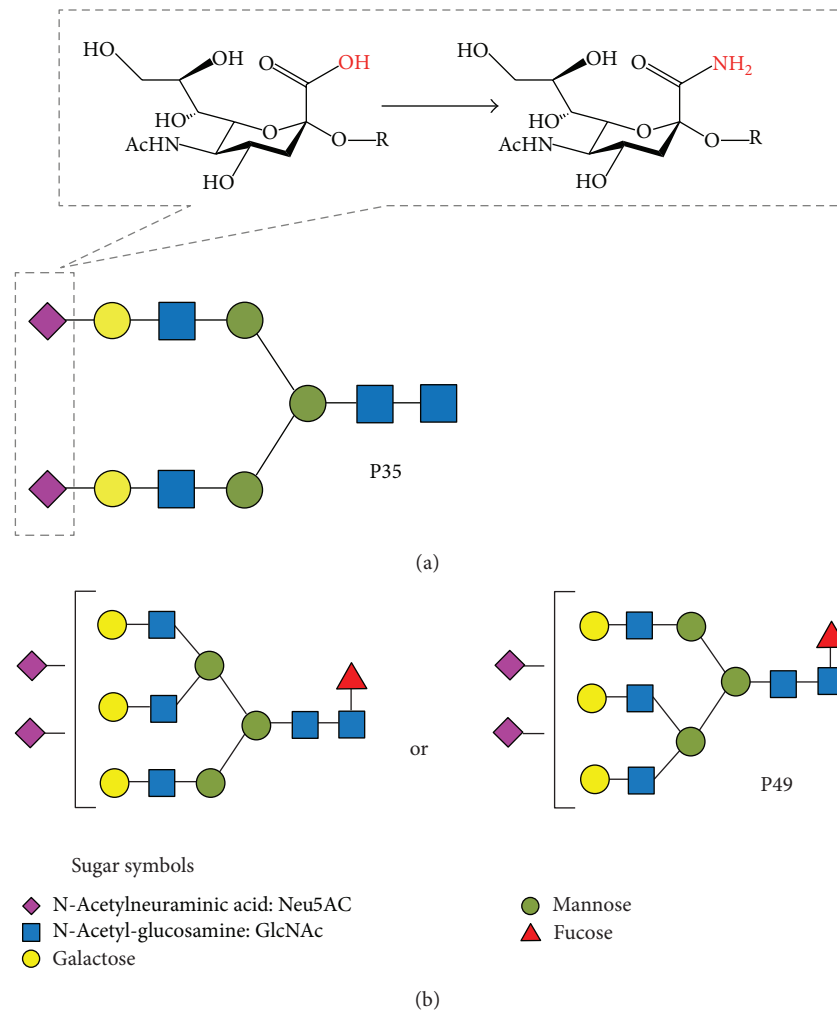 HO OH O OH HO OH O NH2
HO O O R HO O O R
AcHN AcHN
HO HO
P35
(a)
or
P49
Sugar symbols
N-Acetylneuraminic acid: Neu5AC
N-Acetyl-glucosamine: GlcNAc
Galactose
Mannose
Fucose
(b)